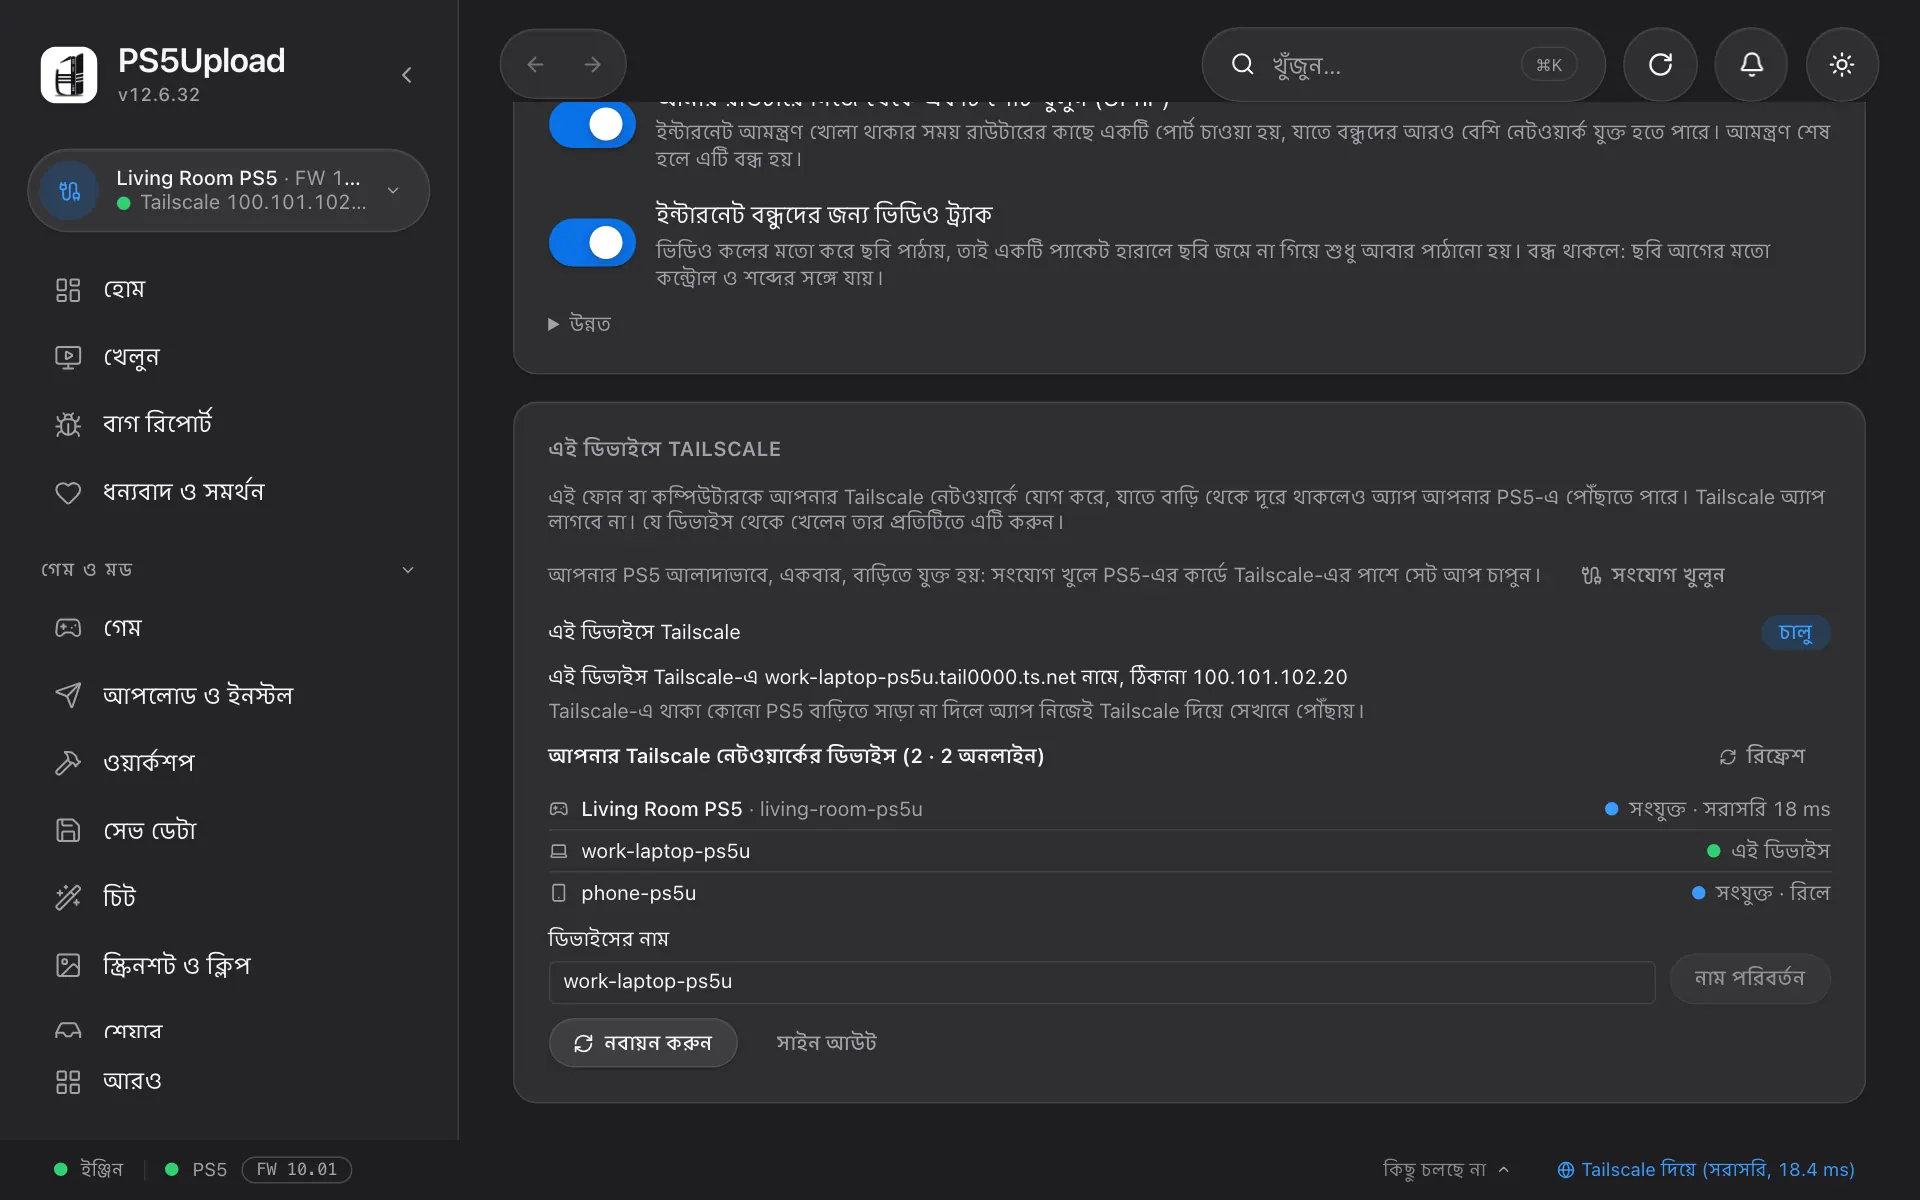 PS5Upload
v12.6.32
Living Room PS5 · FW 1...
Tailscale 100.101.102...
হোম
খেলুন
বাগ রিপোর্ট
ধন্যবাদ ও সমর্থন
গেম ও মড
গেম
আপলোড ও ইনস্টল
ওয়ার্কশপ
সেভ ডেটা
চিট
স্ক্রিনশট ও ক্লিপ
শেয়ার
আরও
খুঁজুন...
⌘K
ইন্টারনেট আমন্ত্রণ খোলা থাকার সময় রাউটারের কাছে একটি পোর্ট চাওয়া হয়, যাতে বন্ধুদের আরও বেশি নেটওয়ার্ক যুক্ত হতে পারে। আমন্ত্রণ শেষ
হলে এটি বন্ধ হয়।
ইন্টারনেট বন্ধুদের জন্য ভিডিও ট্র্যাক
ভিডিও কলের মতো করে ছবি পাঠায়, তাই একটি প্যাকেট হারালে ছবি জমে না গিয়ে শুধু আবার পাঠানো হয়। বন্ধ থাকলে: ছবি আগের মতো
কন্ট্রোল ও শব্দের সঙ্গে যায়।
উন্নত
এই ডিভাইসে TAILSCALE
এই ফোন বা কম্পিউটারকে আপনার Tailscale নেটওয়ার্কে যোগ করে, যাতে বাড়ি থেকে দূরে থাকলেও অ্যাপ আপনার PS5-এ পৌঁছাতে পারে। Tailscale অ্যাপ
লাগবে না। যে ডিভাইস থেকে খেলেন তার প্রতিটিতে এটি করুন।
আপনার PS5 আলাদাভাবে, একবার, বাড়িতে যুক্ত হয়: সংযোগ খুলে PS5-এর কার্ডে Tailscale-এর পাশে সেট আপ চাপুন।
সংযোগ খুলুন
এই ডিভাইসে Tailscale
চালু
এই ডিভাইস Tailscale-এ work-laptop-ps5u.tail0000.ts.net নামে, ঠিকানা 100.101.102.20
Tailscale-এ থাকা কোনো PS5 বাড়িতে সাড়া না দিলে অ্যাপ নিজেই Tailscale দিয়ে সেখানে পৌঁছায়।
আপনার Tailscale নেটওয়ার্কের ডিভাইস (2 · 2 অনলাইন)
রিফ্রেশ
Living Room PS5 · living-room-ps5u
সংযুক্ত · সরাসরি 18 ms
work-laptop-ps5u
এই ডিভাইস
phone-ps5u
সংযুক্ত · রিলে
ডিভাইসের নাম
work-laptop-ps5u
নাম পরিবর্তন
নবায়ন করুন
সাইন আউট
ইঞ্জিন
PS5
FW 10.01
কিছু চলছে না
Tailscale দিয়ে (সরাসরি, 18.4 ms)